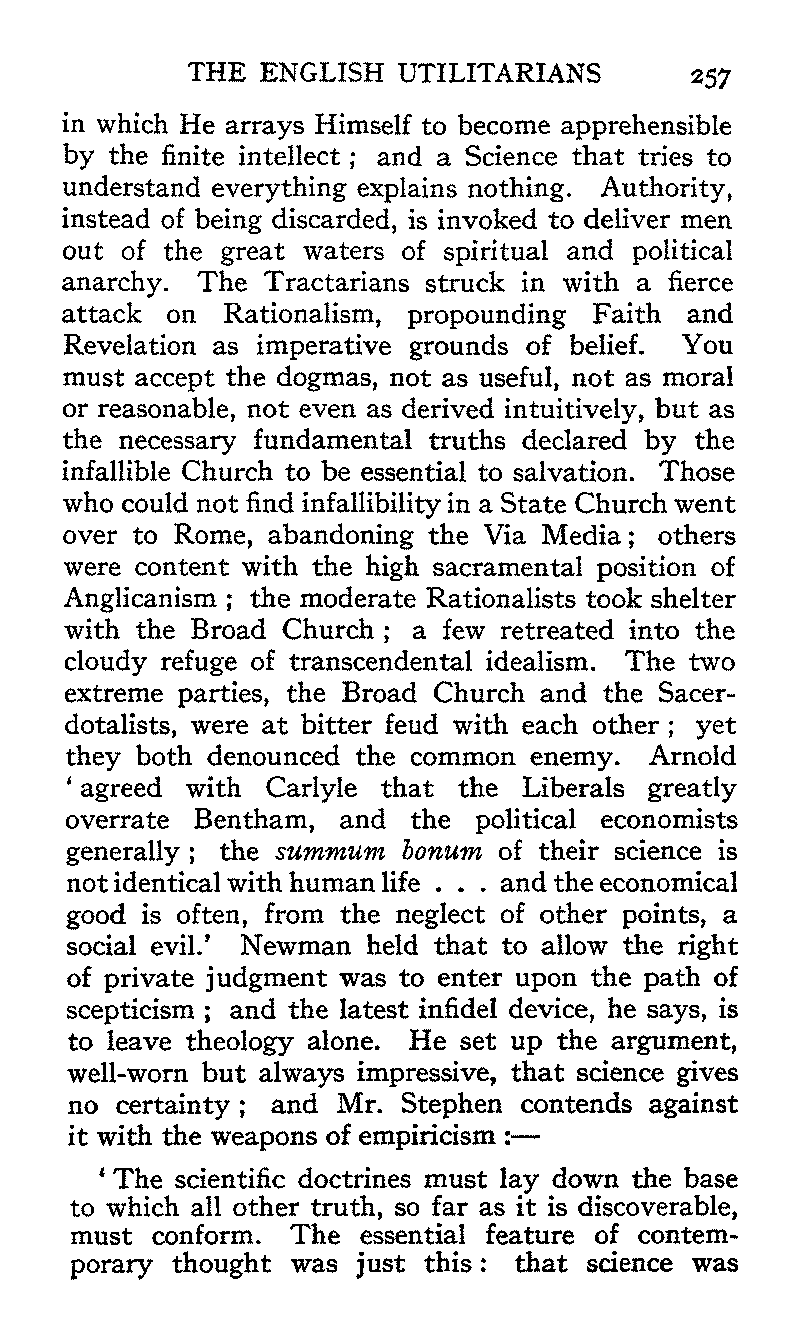 THE ENGLISH UTILITARIANS 257
in which He arrays Himself to become apprehensible
by the finite intellect ; and a Science that tries to
understand everything explains nothing. Authority,
instead of being discarded, is invoked to deliver men
out of the great waters of spiritual and political
anarchy. The Tractarians struck in with a fierce
attack on Rationalism, propounding Faith and
Revelation as imperative grounds of belief. You
must accept the dogmas, not as useful, not as moral
or reasonable, not even as derived intuitively, but as
the necessary fundamental truths declared by the
infallible Church to be essential to salvation. Those
who could not find infallibility in a State Church went
over to Rome, abandoning the Via Media ; others
were content with the high sacramental position of
Anglicanism ; the moderate Rationalists took shelter
with the Broad Church ; a few retreated into the
cloudy refuge of transcendental idealism. The two
extreme parties, the Broad Church and the Sacer-
dotalists, were at bitter feud with each other ; yet
they both denounced the common enemy. Arnold
‘ agreed with Carlyle that the Liberals greatly
overrate Bentham, and the political economists
generally ; the summum bonum of their science is
not identical with human life . . . and the economical
good is often, from the neglect of other points, a
social evil.’ Newman held that to allow the right
of private judgment was to enter upon the path of
scepticism ; and the latest infidel device, he says, is
to leave theology alone. He set up the argument,
well-worn but always impressive, that science gives
no certainty ; and Mr. Stephen contends against
it with the weapons of empiricism :—
‘ The scientific doctrines must lay down the base
to which all other truth, so far as it is discoverable,
must conform. The essential feature of contem-
porary thought was just this : that science was